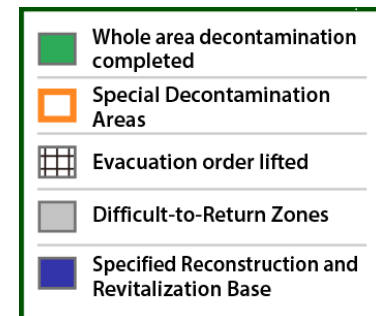 Whole area decontamination
completed
Special Decontamination
Areas
Evacuation order lifted
Difficult-to-Return Zones
Specified Reconstruction and
Revitalization Base